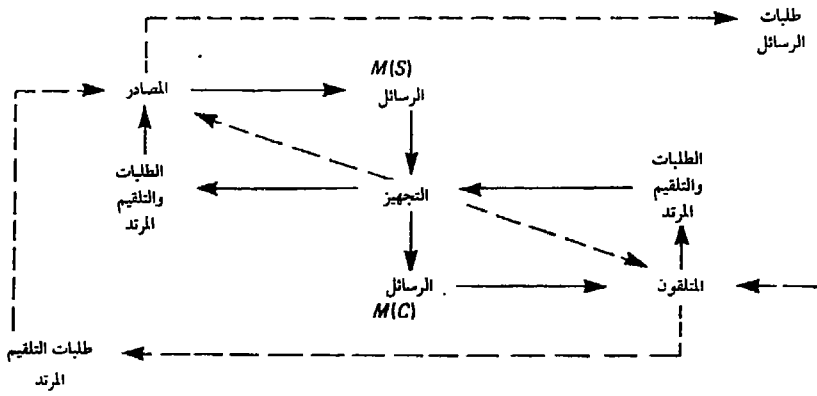 طلبات
الرسائل
M(S)
الرسائل
المصادر
الطلبات
والتلقيم
المرتد
التجهيز
الطلبات
والتلقيم
المرتد
الرسائل
M(C)
المتلقون
طلبات التلقيم
المرتد